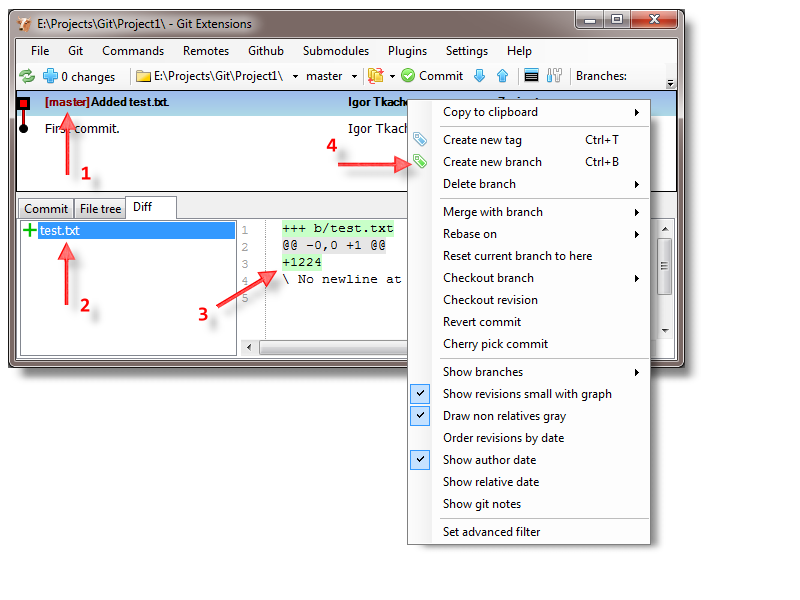 E:\Projects\Git\Project1\ - Git Extensions
File Git Commands Remotes Github Submodules Plugins Settings Help
0 changes E:\Projects\Git\Project1\ master Commit Branches:
[master]Added test.txt. Igor Tkach
First commit. Igor Tkach
1
4
Commit File tree Diff
test.txt
2
3
1 +++ b/test.txt
2 @@ -0,0 +1 @@
3 +1224
4 \ No newline at
5
Copy to clipboard
Create new tag Ctrl+T
Create new branch Ctrl+B
Delete branch
Merge with branch
Rebase on
Reset current branch to here
Checkout branch
Checkout revision
Revert commit
Cherry pick commit
Show branches
Show revisions small with graph
Draw non relatives gray
Order revisions by date
Show author date
Show relative date
Show git notes
Set advanced filter